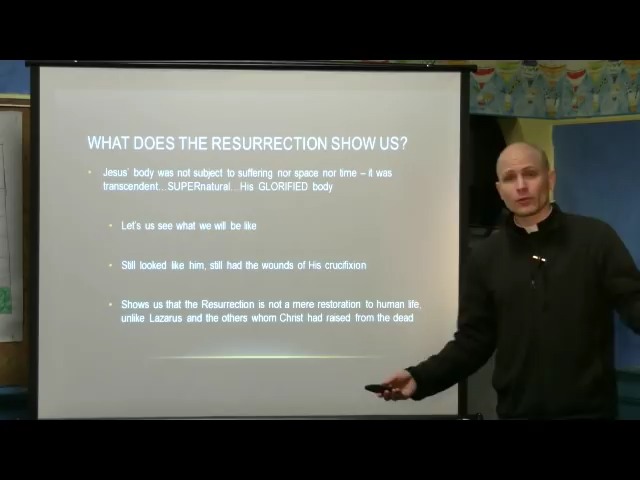 WHAT DOES THE RESURRECTION SHOW US?
Jesus' body was not subject to suffering nor space nor time – it was
transcendent...SUPERnatural...His GLORIFIED body
Let's us see what we will be like
Still looked like him, still had the wounds of His crucifixion
Shows us that the Resurrection is not a mere restoration to human life,
unlike Lazarus and the others whom Christ had raised from the dead